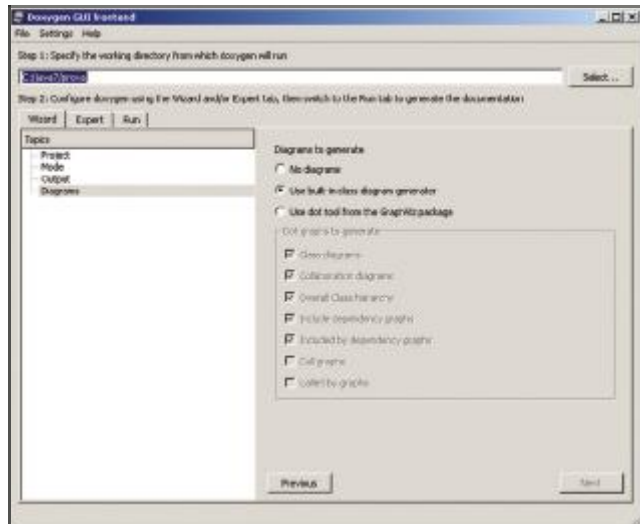 Doxygen GUI frontend
File Settings Help
Step 1: Specify the working directory from which doxygen will run
C:\java7\prova
Select...
Step 2: Configure doxygen using the Wizard and/or Expert tab, then switch to the Run tab to generate the documentation
Wizard Expert Run
Topics
Project
Mode
Output
Diagrams
Diagrams to generate
No diagrams
Use built-in class diagram generator
Use dot tool from the GraphViz package
Dot graphs to generate
Class diagrams
Collaboration diagrams
Overall Class hierarchy
Include dependency graphs
Included by dependency graphs
Call graphs
Called by graphs
Previous
Next